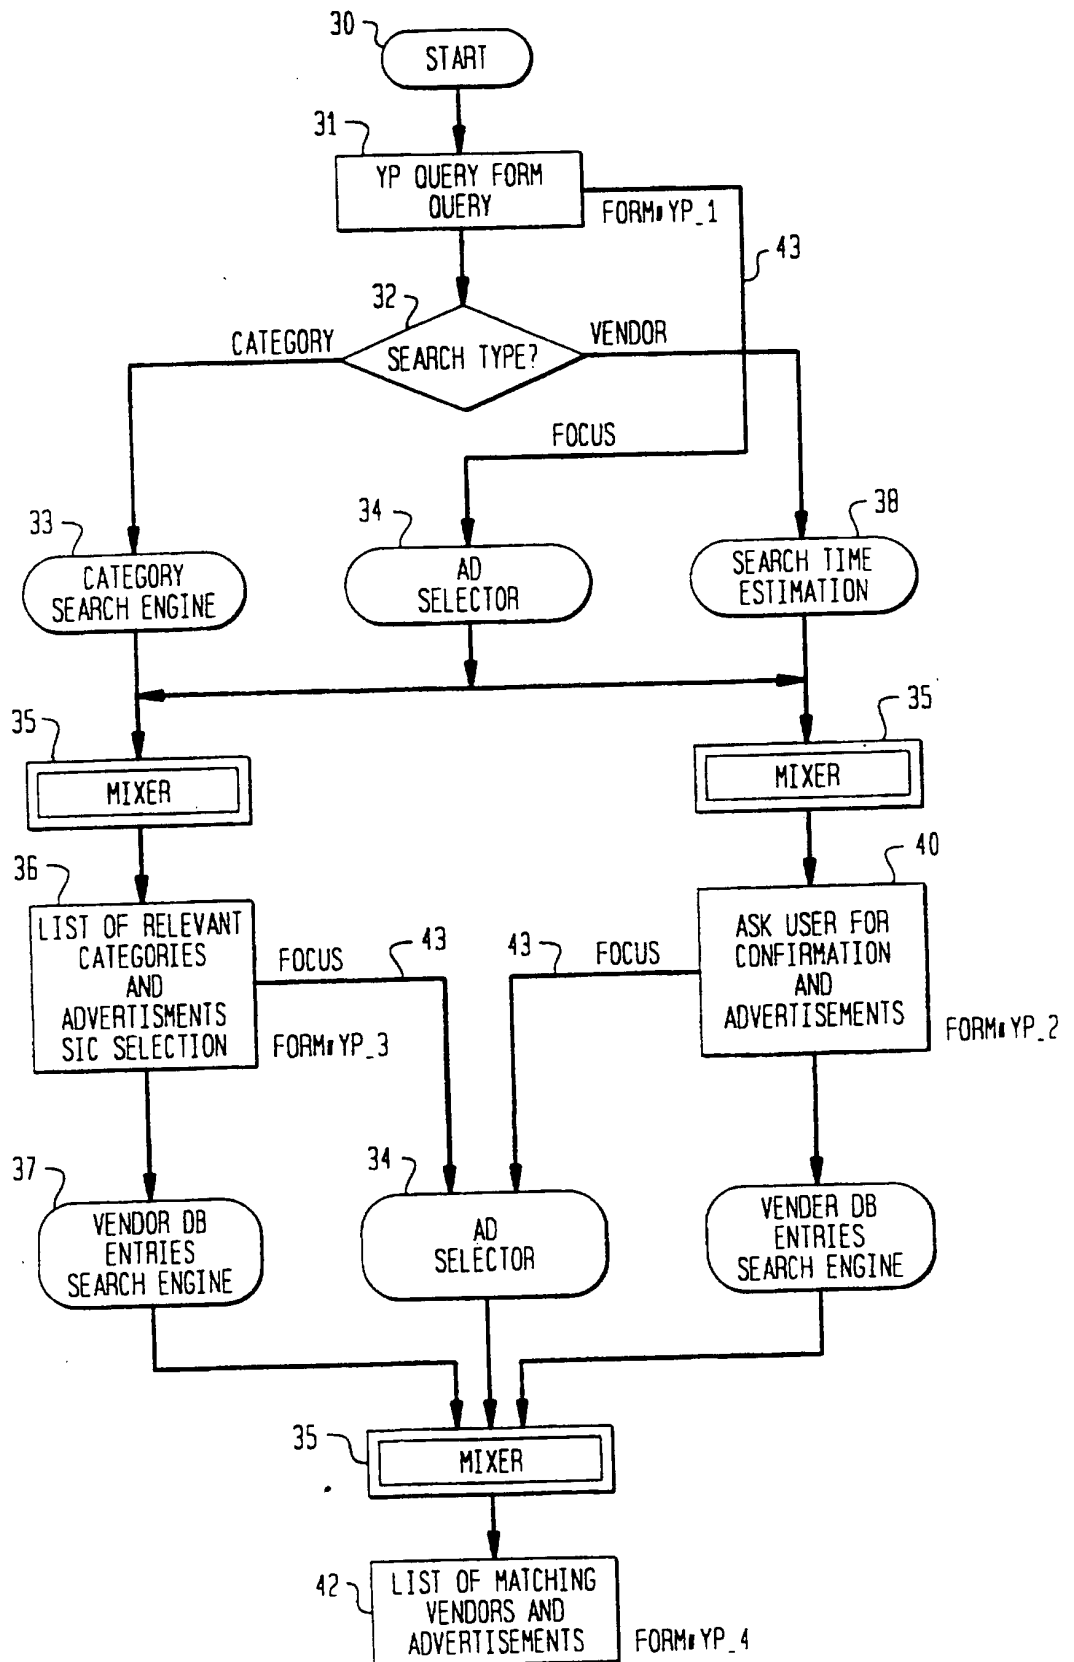 30
START
31
YP QUERY FORM
QUERY
FORM#YP_1
43
32
CATEGORY
SEARCH TYPE?
VENDOR
FOCUS
33
34
38
CATEGORY
SEARCH ENGINE
AD
SELECTOR
SEARCH TIME
ESTIMATION
35
35
MIXER
MIXER
36
40
LIST OF RELEVANT
CATEGORIES
AND
ADVERTISMENTS
SIC SELECTION
FOCUS
43
FORM#YP_3
43
FOCUS
ASK USER FOR
CONFIRMATION
AND
ADVERTISEMENTS
FORM#YP_2
37
34
VENDOR DB
ENTRIES
SEARCH ENGINE
AD
SELECTOR
VENDER DB
ENTRIES
SEARCH ENGINE
35
MIXER
42
LIST OF MATCHING
VENDORS AND
ADVERTISEMENTS
FORM#YP_4